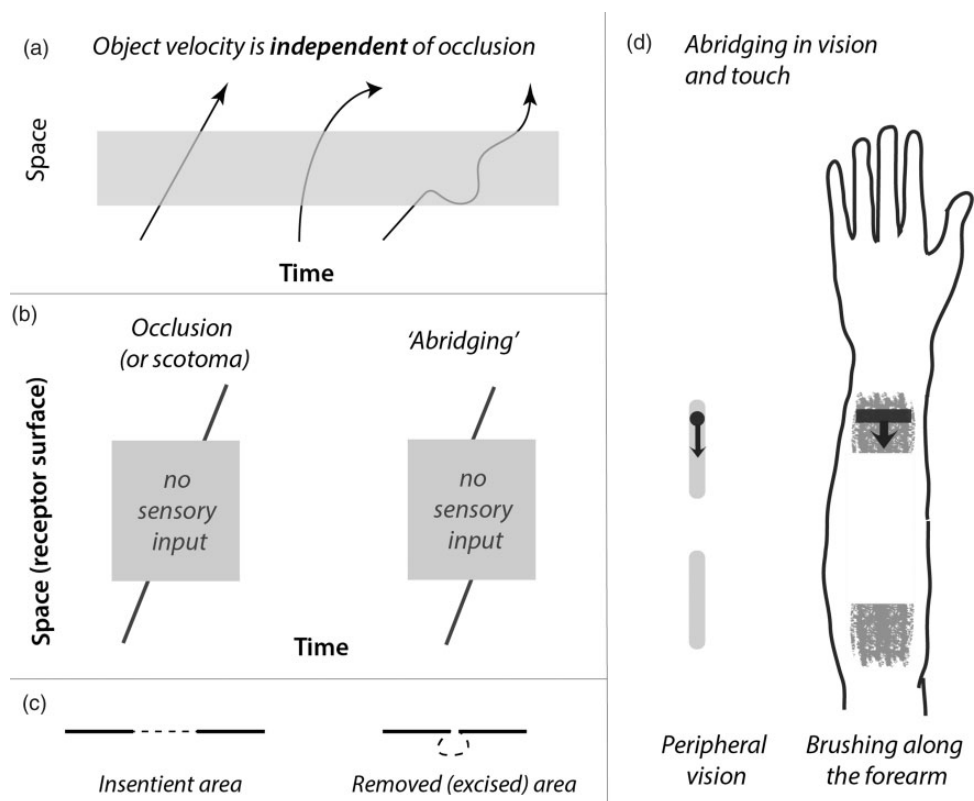 (a)
Object velocity is independent of occlusion
Space
Time
(b)
Occlusion
(or scotoma)
'Abridging'
Space (receptor surface)
no
sensory
input
no
sensory
input
Time
(c)
Insentient area
Removed (excised) area
(d)
Abridging in vision
and touch
Peripheral
vision
Brushing along
the forearm